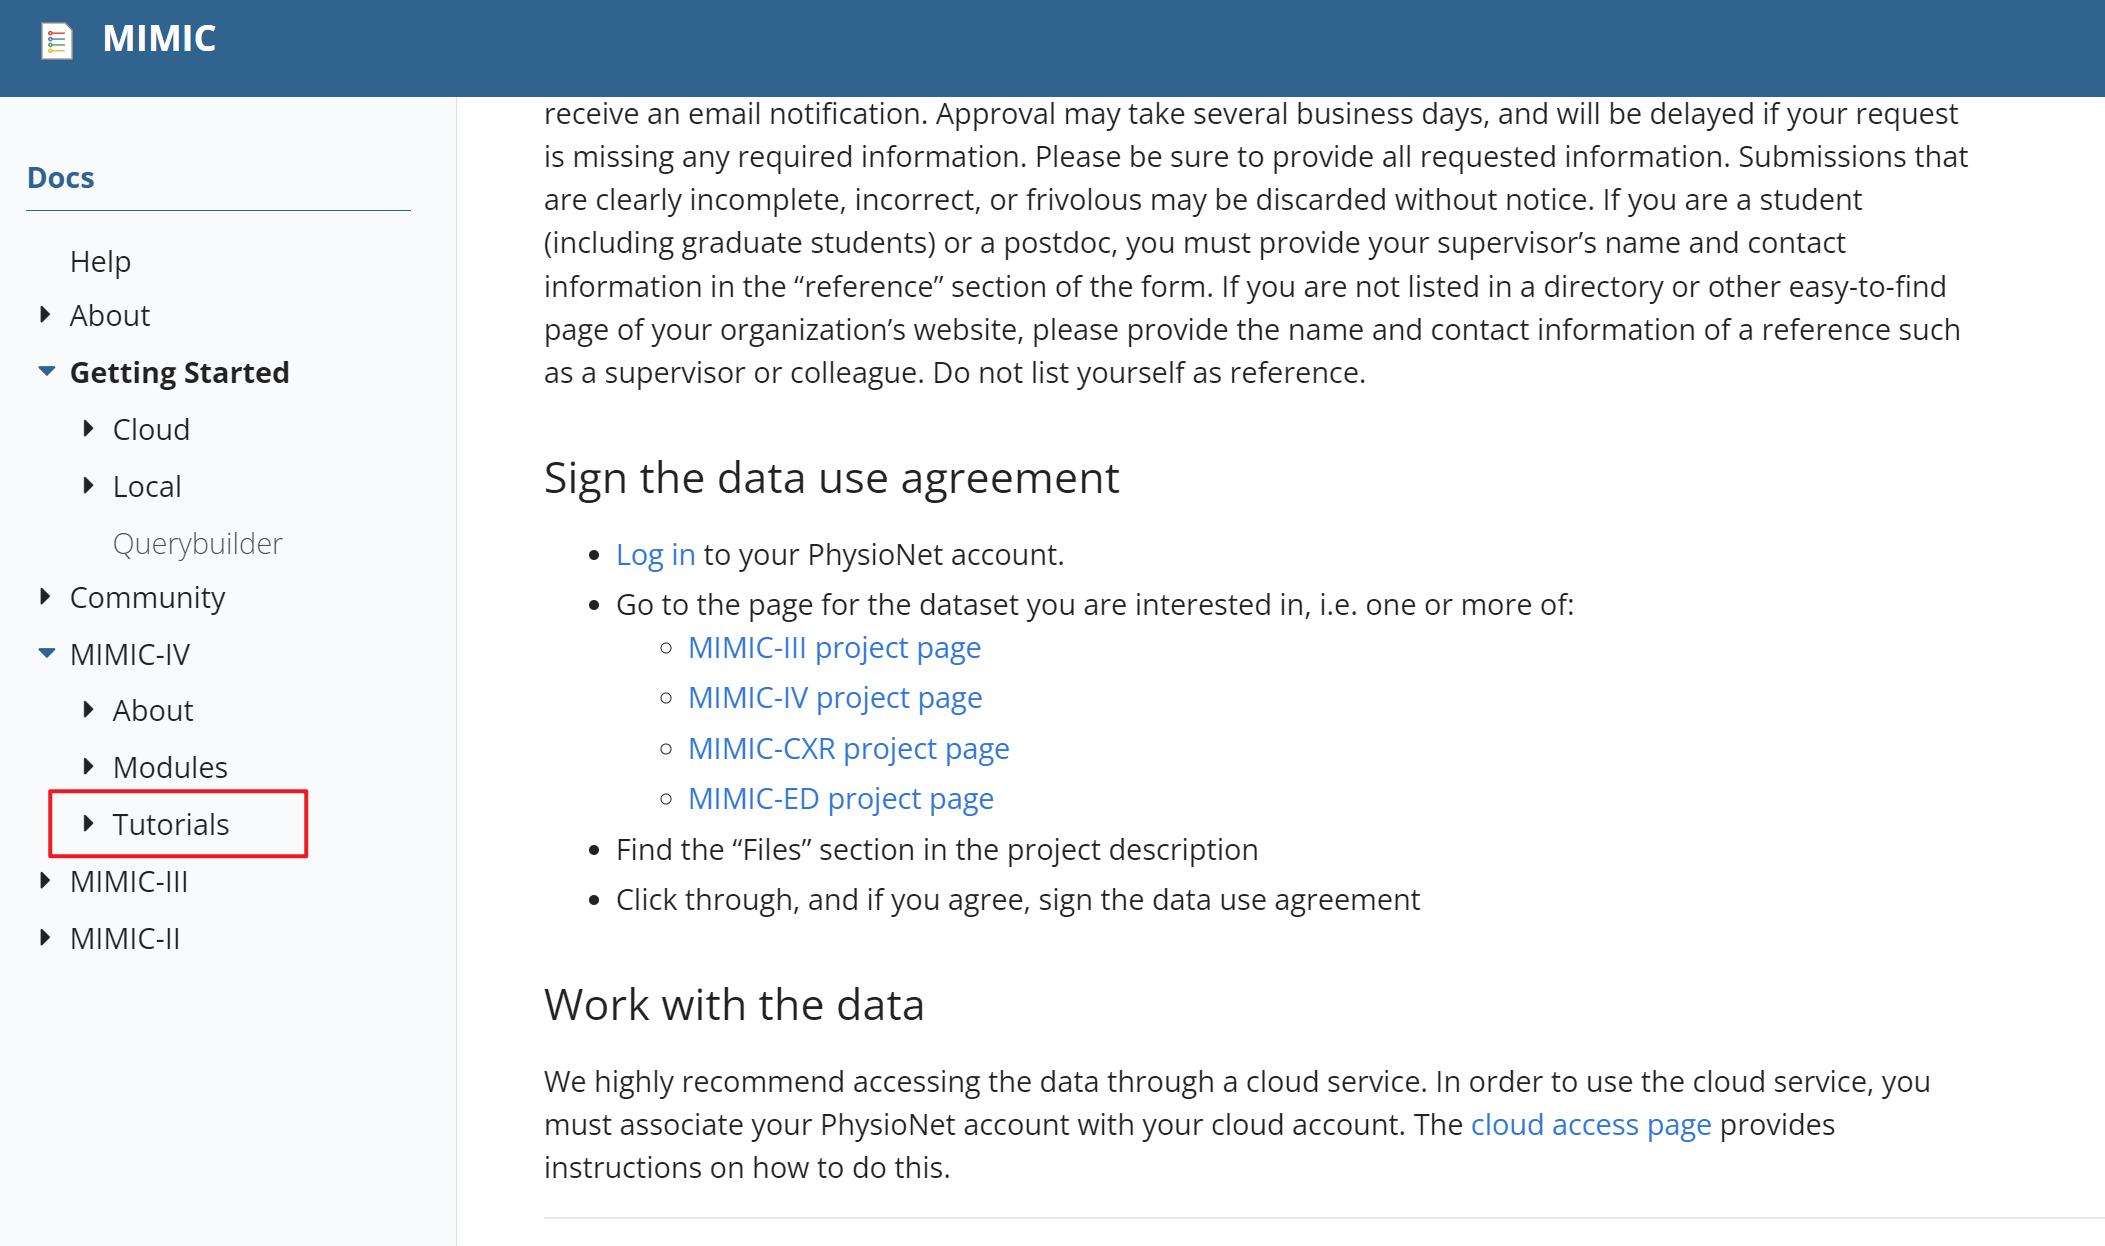 MIMIC
Docs
Help
About
Getting Started
Cloud
Local
Querybuilder
Community
MIMIC-IV
About
Modules
Tutorials
MIMIC-III
MIMIC-II
receive an email notification. Approval may take several business days, and will be delayed if your request
is missing any required information. Please be sure to provide all requested information. Submissions that
are clearly incomplete, incorrect, or frivolous may be discarded without notice. If you are a student
(including graduate students) or a postdoc, you must provide your supervisor’s name and contact
information in the “reference” section of the form. If you are not listed in a directory or other easy-to-find
page of your organization’s website, please provide the name and contact information of a reference such
as a supervisor or colleague. Do not list yourself as reference.
Sign the data use agreement
Log in to your PhysioNet account.
Go to the page for the dataset you are interested in, i.e. one or more of:
MIMIC-III project page
MIMIC-IV project page
MIMIC-CXR project page
MIMIC-ED project page
Find the “Files” section in the project description
Click through, and if you agree, sign the data use agreement
Work with the data
We highly recommend accessing the data through a cloud service. In order to use the cloud service, you
must associate your PhysioNet account with your cloud account. The cloud access page provides
instructions on how to do this.